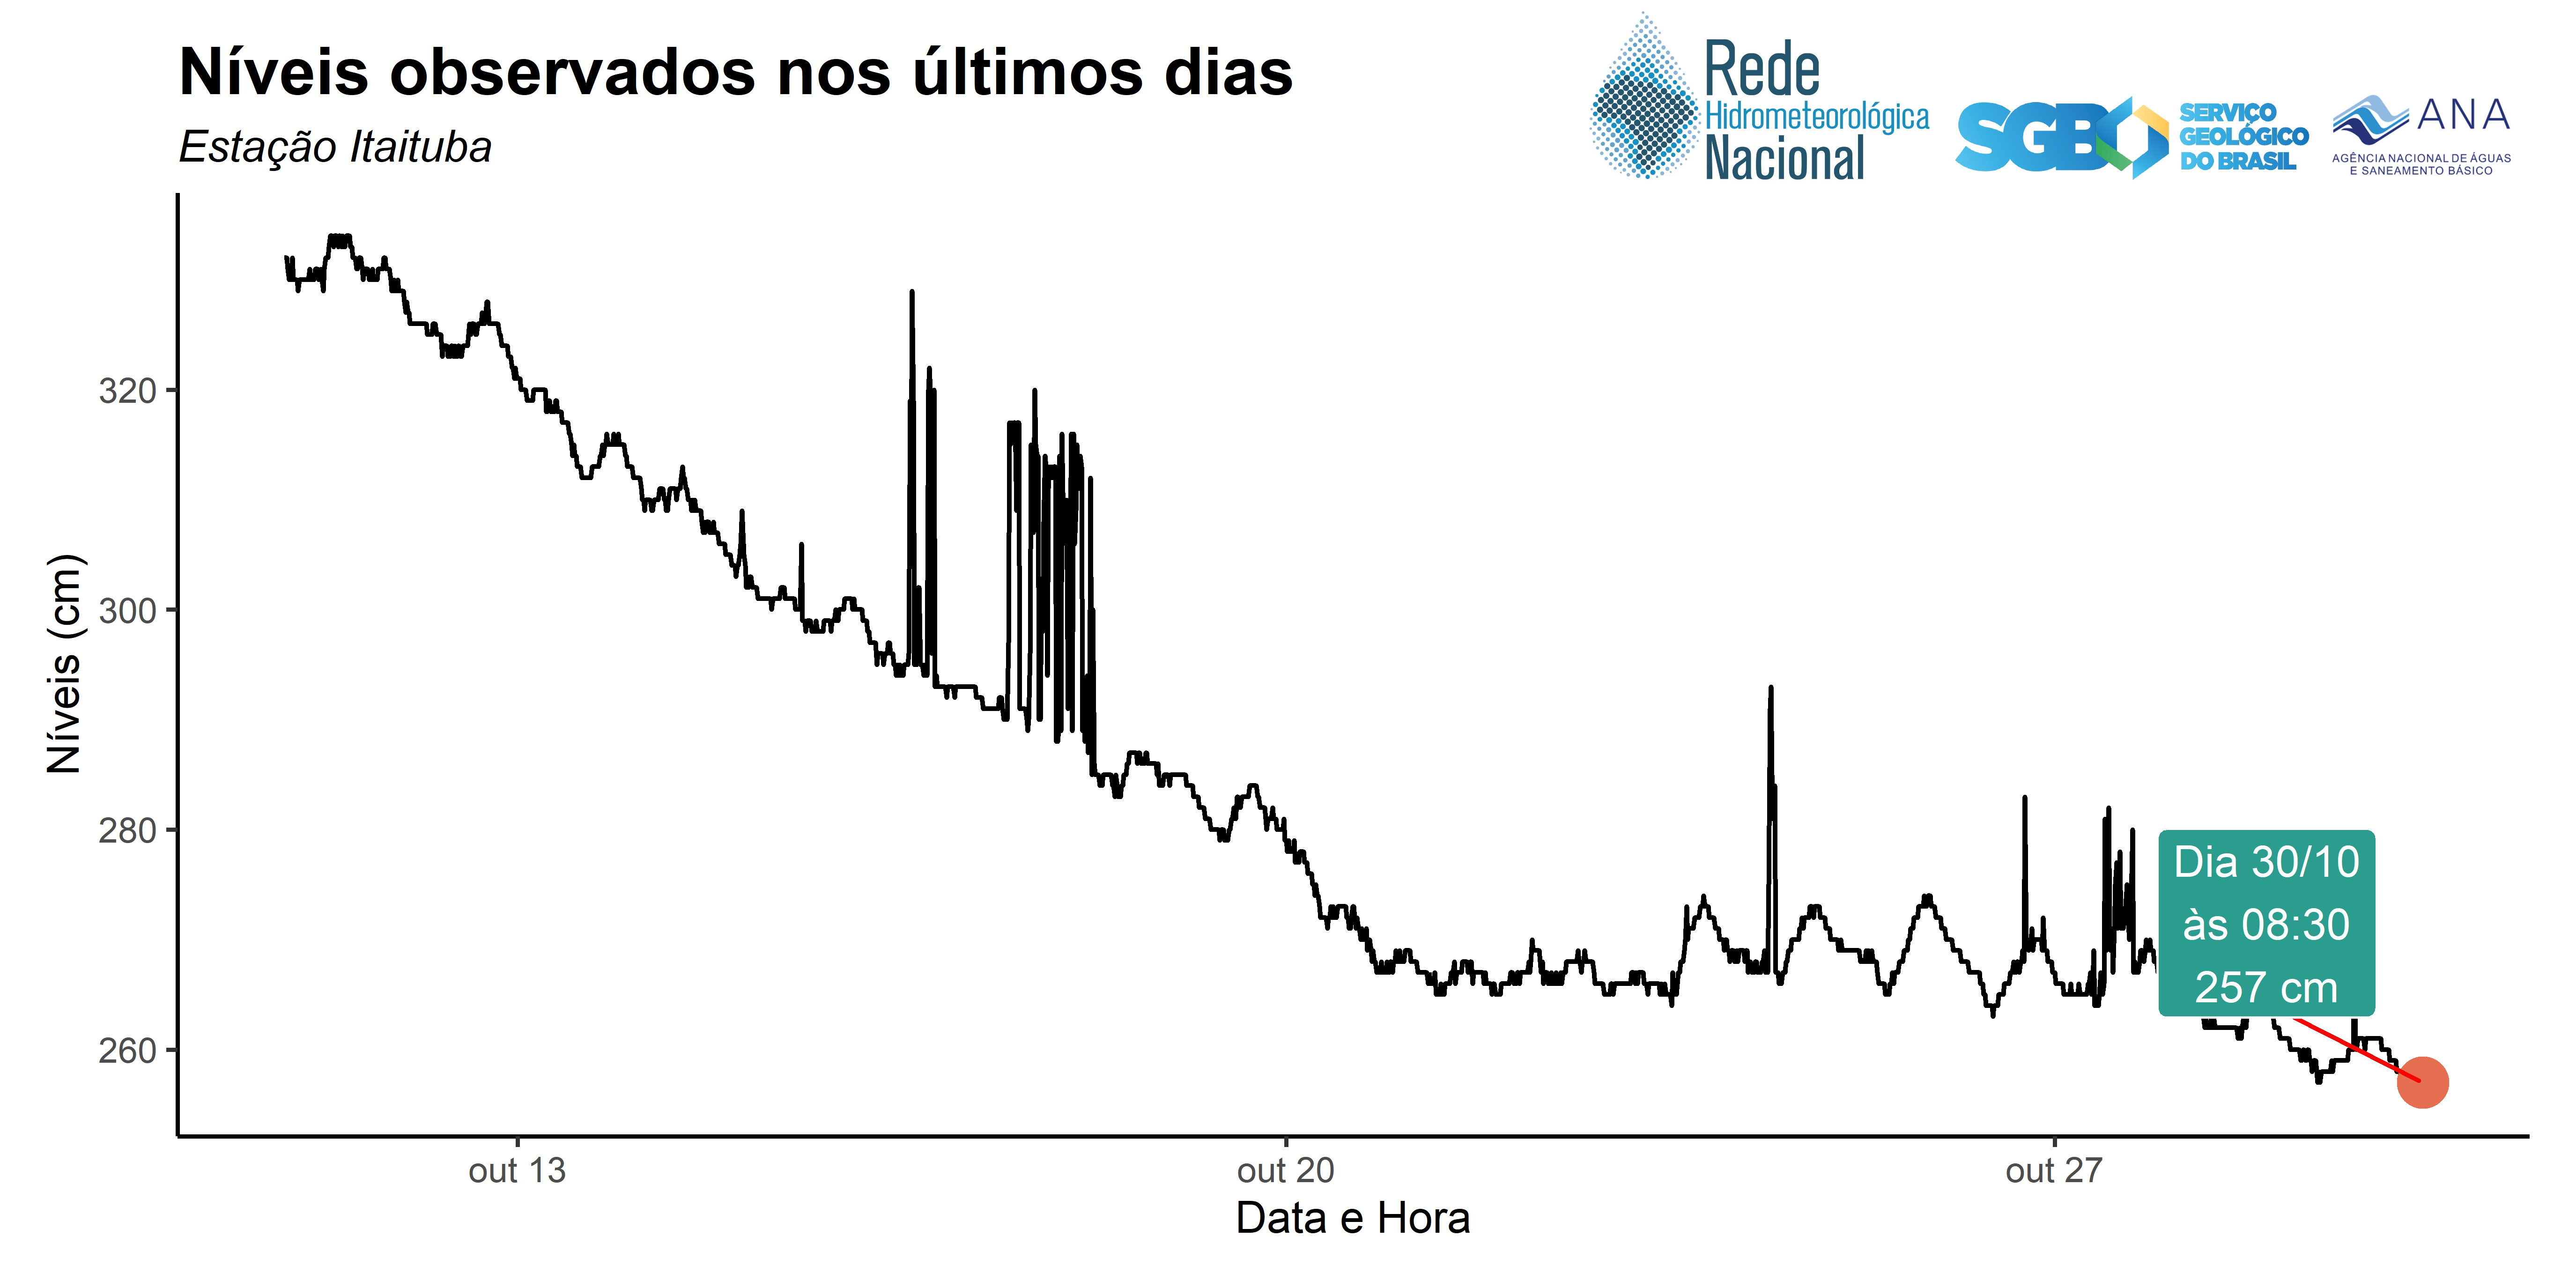 Níveis observados nos últimos dias
Estação Itaituba
Rede
Hidrometeorológica
Nacional
SGB
SERVIÇO
GEOLÓGICO
DO BRASIL
ANA
AGÊNCIA NACIONAL DE ÁGUAS
E SANEAMENTO BÁSICO
Níveis (cm)
320
300
280
260
Dia 30/10
às 08:30
257 cm
out 13
out 20
out 27
Data e Hora